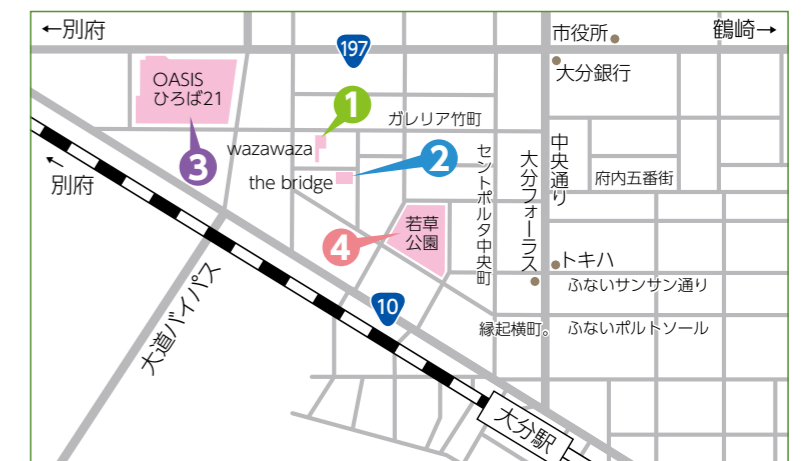 ←別府
197
市役所
鶴崎→
大分銀行
OASIS
ひろば21
1
ガレリア竹町
wazawaza
2
the bridge
3
←
別府
セントポルタ中央町
大分フォーラス
中央通り
府内五番街
若草
公園
4
トキハ
ふないサンサン通り
10
縁起横町。
ふないポルトソール
大道バイパス
大分駅